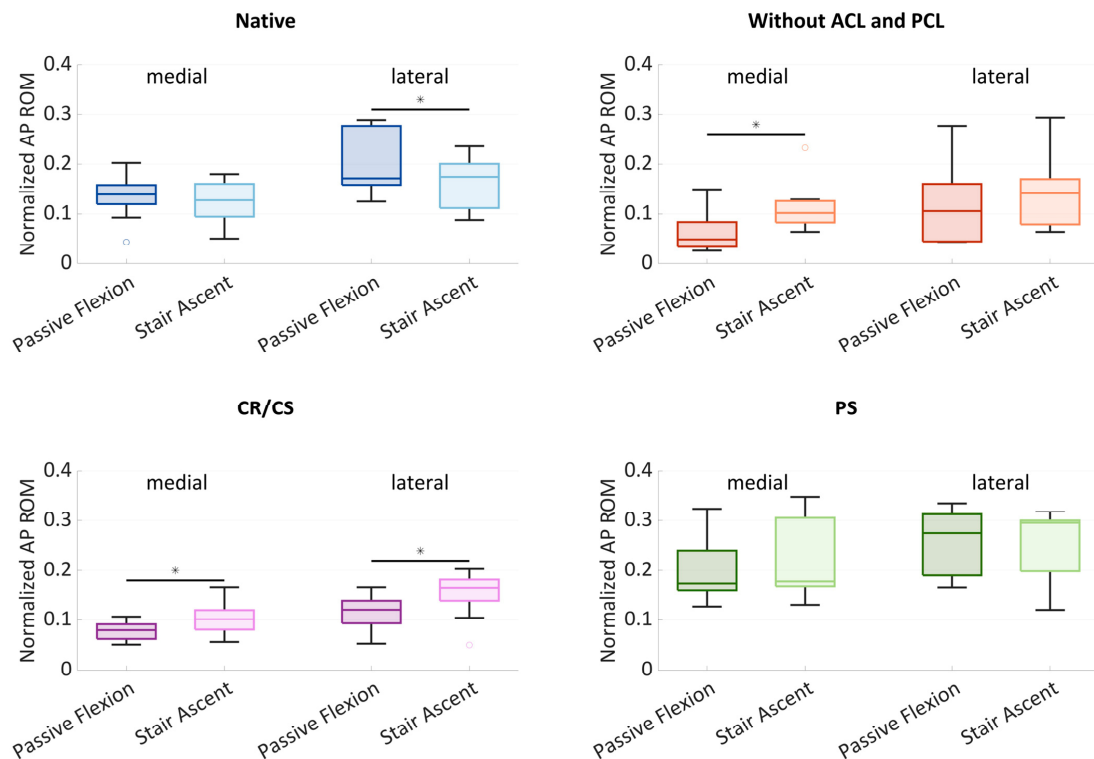 Native
Normalized AP ROM
0.4
0.3
0.2
0.1
0
medial
lateral
*
Passive Flexion
Stair Ascent
Passive Flexion
Stair Ascent
Without ACL and PCL
Normalized AP ROM
0.4
0.3
0.2
0.1
0
medial
lateral
*
Passive Flexion
Stair Ascent
Passive Flexion
Stair Ascent
CR/CS
Normalized AP ROM
0.4
0.3
0.2
0.1
0
medial
lateral
*
*
Passive Flexion
Stair Ascent
Passive Flexion
Stair Ascent
PS
Normalized AP ROM
0.4
0.3
0.2
0.1
0
medial
lateral
Passive Flexion
Stair Ascent
Passive Flexion
Stair Ascent